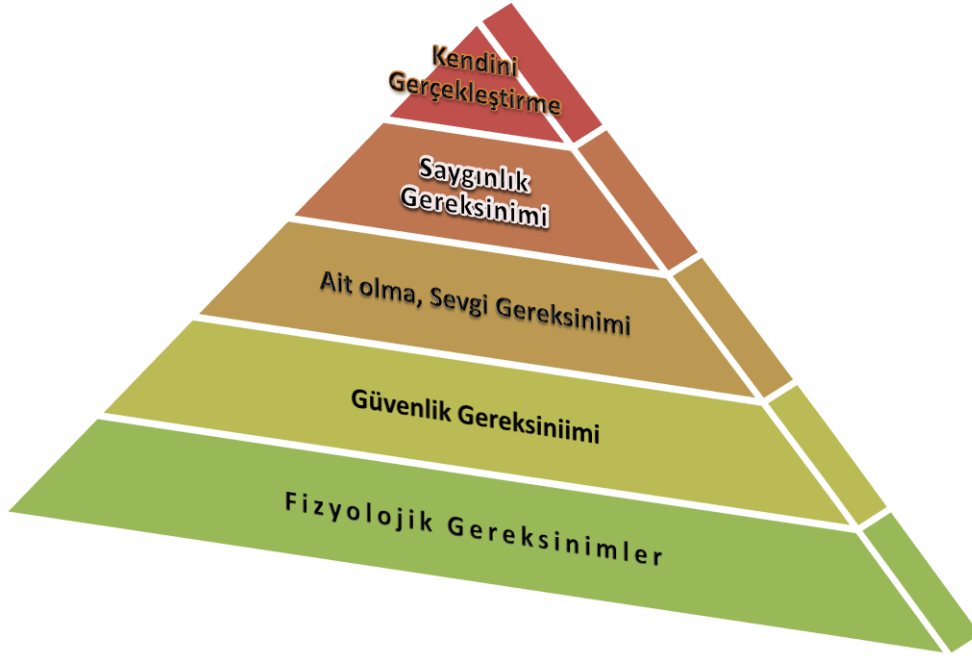 Kendini
Gerçekleştirme
Saygınlık
Gereksinimi
Ait olma, Sevgi Gereksinimi
Güvenlik Gereksiniimi
Fizyolojik Gereksinimler